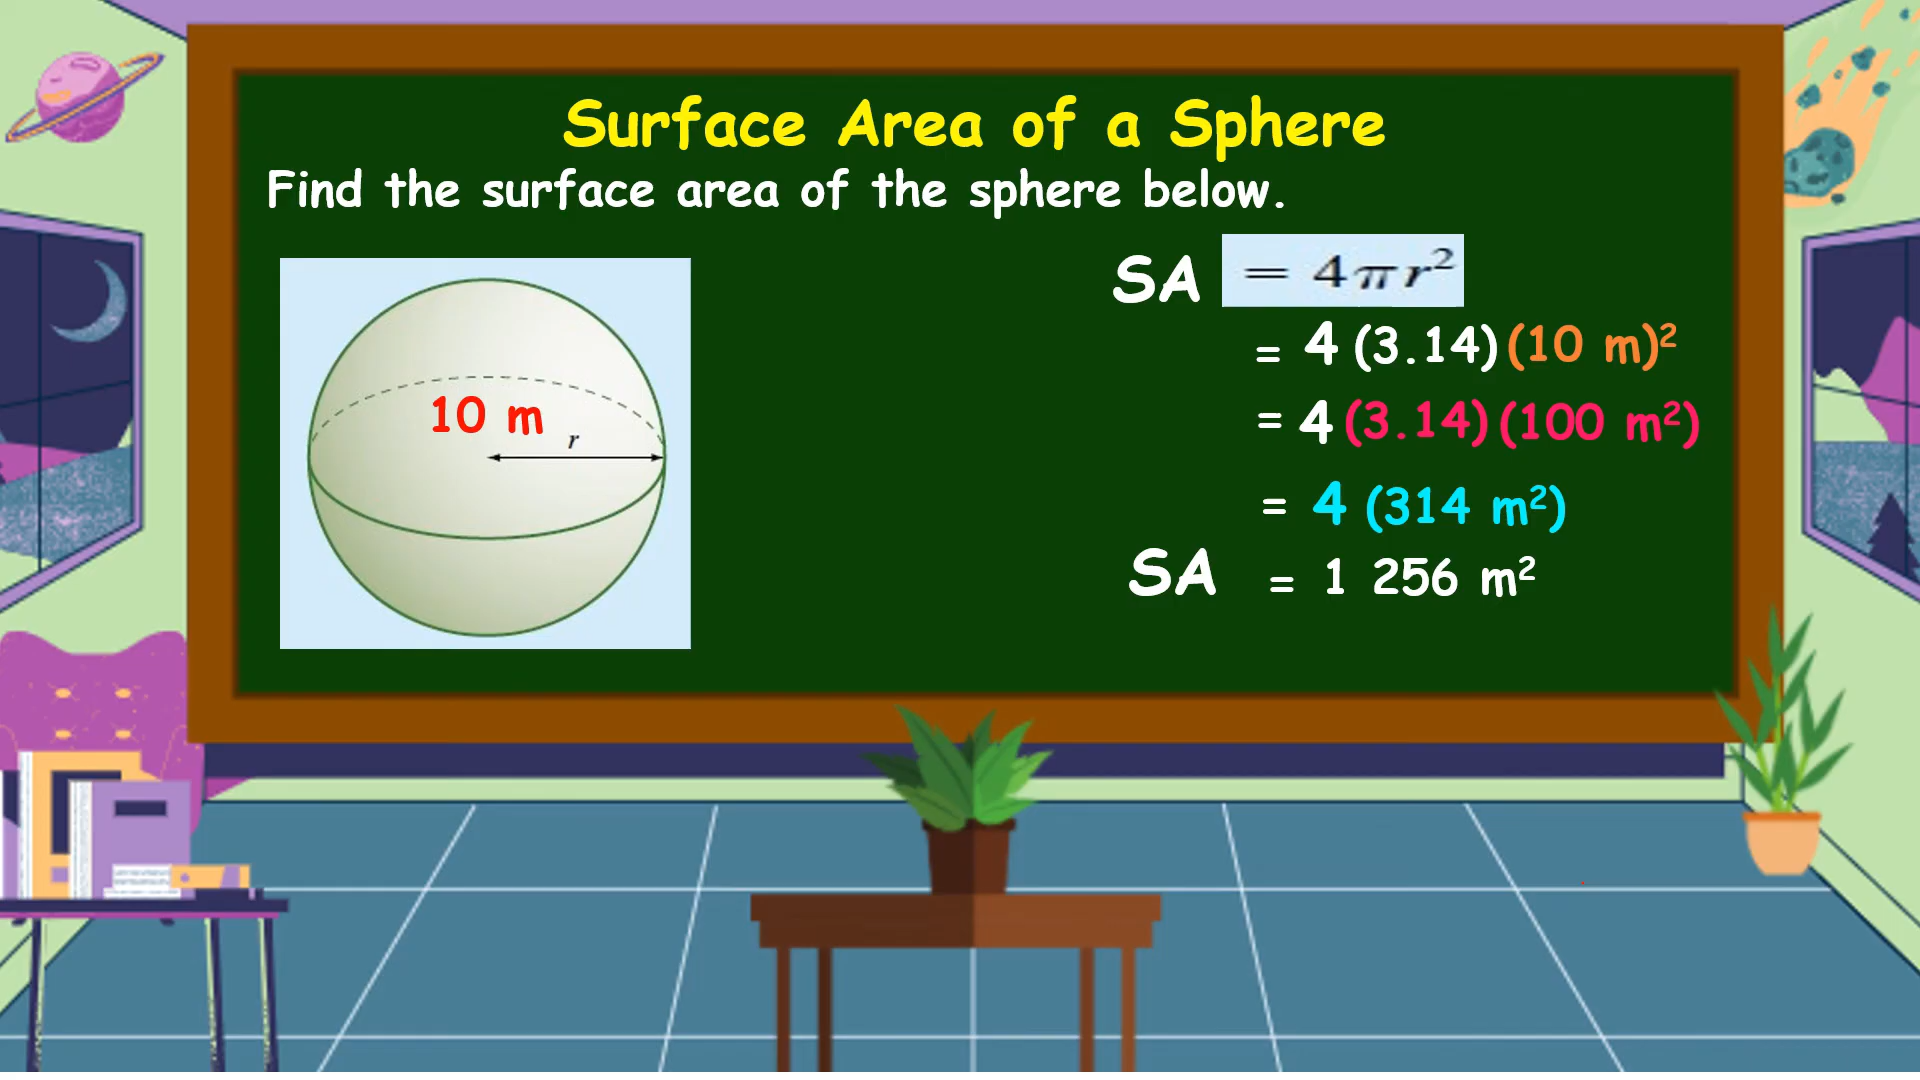 Surface Area of a Sphere
Find the surface area of the sphere below.
10 m
r
SA = 4πr²
= 4 (3.14) (10 m)²
= 4 (3.14) (100 m²)
= 4 (314 m²)
SA = 1 256 m²